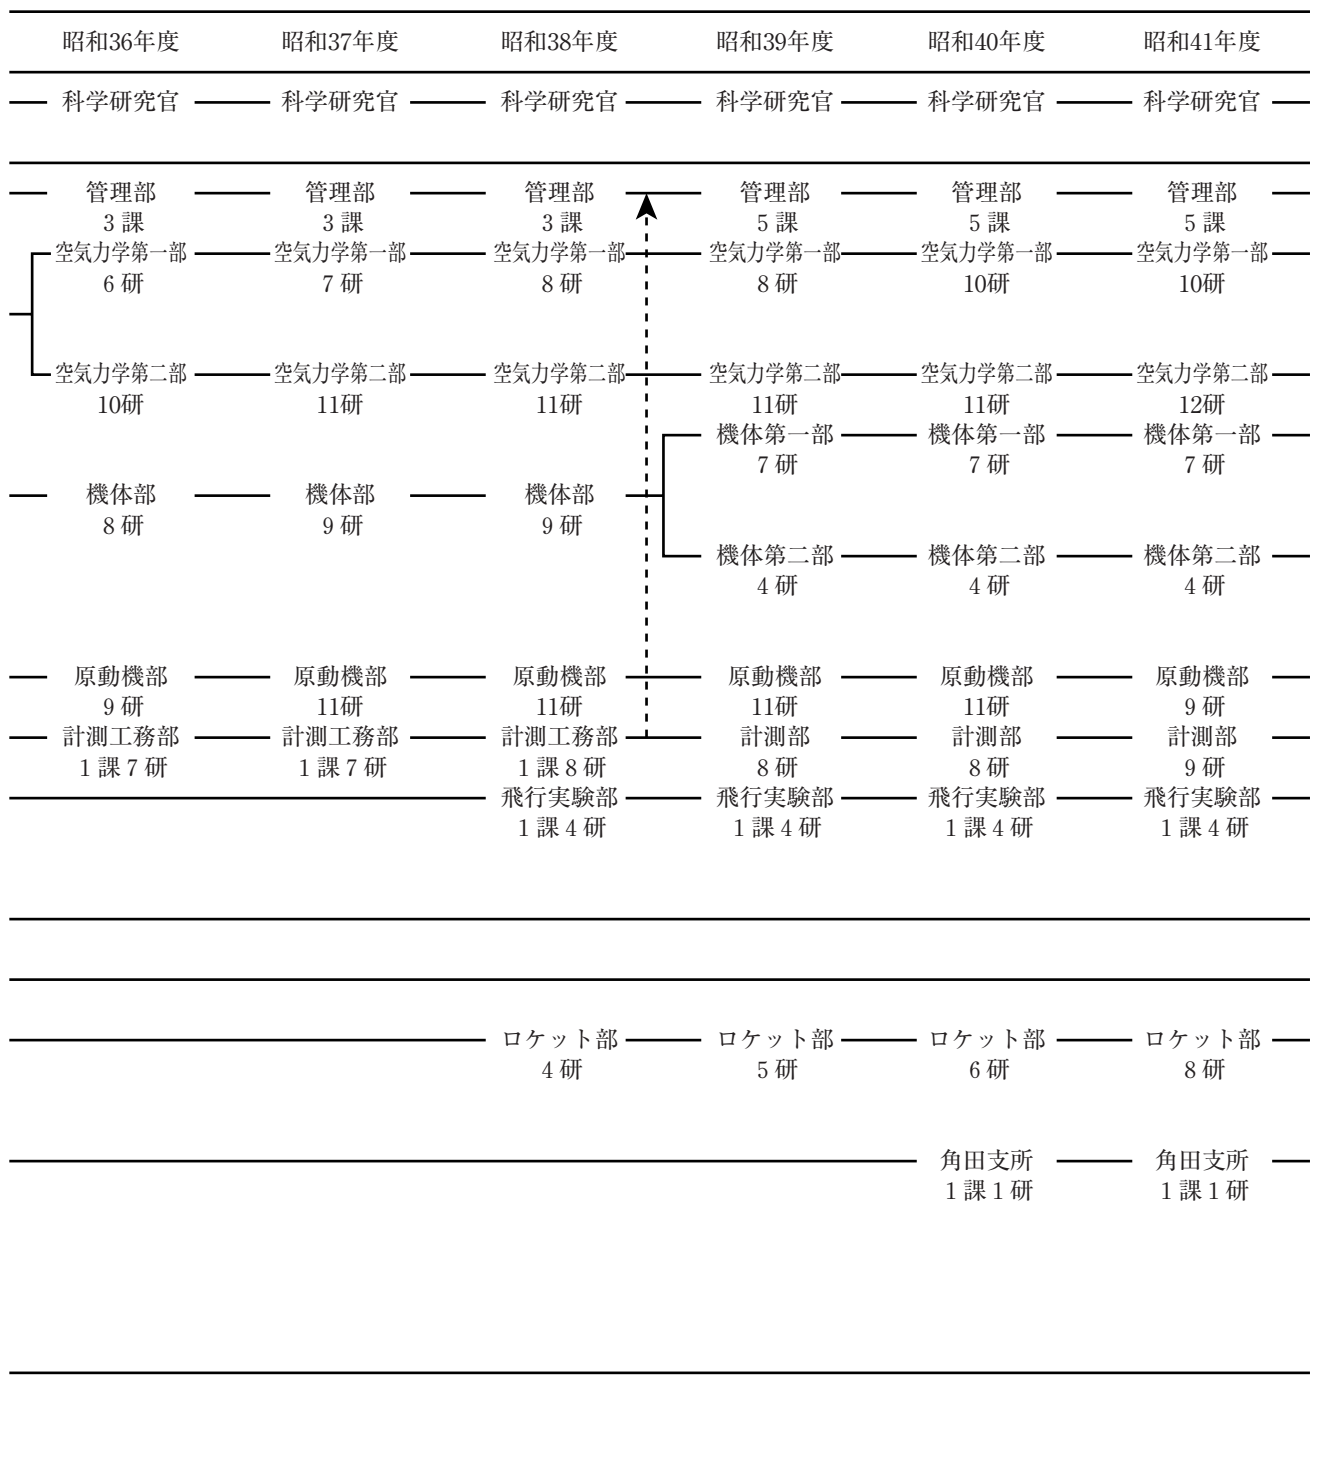 昭和36年度 昭和37年度 昭和38年度 昭和39年度 昭和40年度 昭和41年度
科学研究官 科学研究官 科学研究官 科学研究官 科学研究官 科学研究官
管理部 管理部 管理部 管理部 管理部 管理部
3課 3課 3課 5課 5課 5課
空気力学第一部 空気力学第一部 空気力学第一部 空気力学第一部 空気力学第一部 空気力学第一部
6研 7研 8研 8研 10研 10研
空気力学第二部 空気力学第二部 空気力学第二部 空気力学第二部 空気力学第二部 空気力学第二部
10研 11研 11研 11研 11研 12研
機体第一部 機体第一部 機体第一部
7研 7研 7研
機体部 機体部 機体部
8研 9研 9研
機体第二部 機体第二部 機体第二部
4研 4研 4研
原動機部 原動機部 原動機部 原動機部 原動機部 原動機部
9研 11研 11研 11研 11研 9研
計測工務部 計測工務部 計測工務部 計測部 計測部 計測部
1課7研 1課7研 1課8研 8研 8研 9研
飛行実験部 飛行実験部 飛行実験部 飛行実験部
1課4研 1課4研 1課4研 1課4研
ロケット部 ロケット部 ロケット部 ロケット部
4研 5研 6研 8研
角田支所 角田支所
1課1研 1課1研